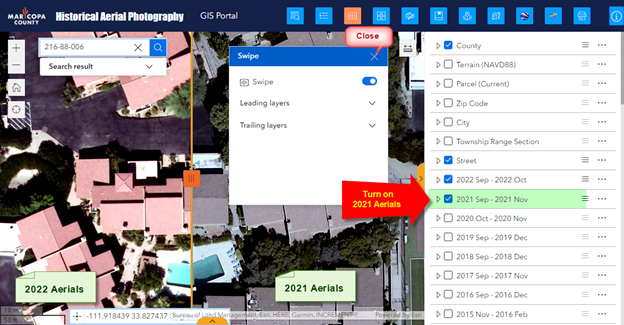 MARICOPA
COUNTY
Historical Aerial Photography
GIS Portal
Close
216-88-006
Search result
Swipe
Swipe
Leading layers
Trailing layers
Turn on
2021 Aerials
County
Terrain (NAVD88)
Parcel (Current)
Zip Code
City
Township Range Section
Street
2022 Sep - 2022 Oct
2021 Sep - 2021 Nov
2020 Oct - 2020 Nov
2019 Sep - 2019 Dec
2018 Sep - 2018 Dec
2017 Sep - 2017 Nov
2016 Sep - 2016 Dec
2015 Nov - 2016 Feb
2022 Aerials
2021 Aerials
-111.918439 33.827437
Bureau of Land Management, Esri, HERE, Garmin, INCREMENT P,
Powered by Esri